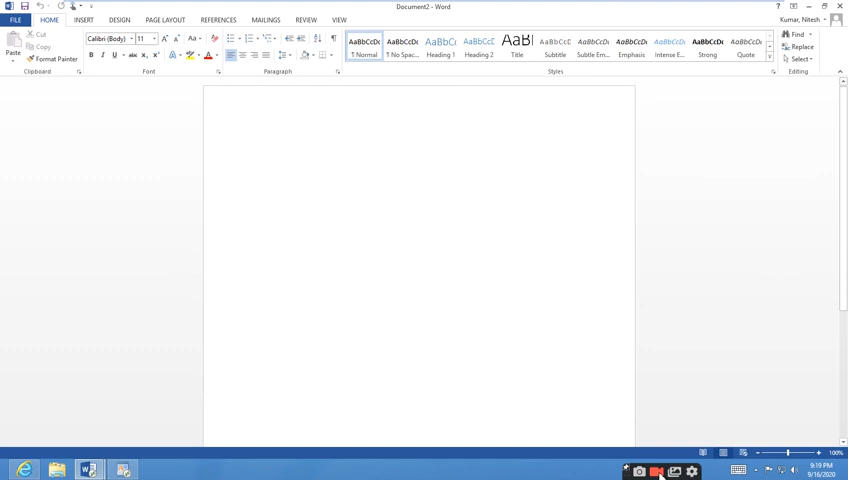 Document2 - Word
FILE HOME INSERT DESIGN PAGE LAYOUT REFERENCES MAILINGS REVIEW VIEW Kumar, Nitesh
Paste
Cut
Copy
Format Painter
Clipboard
Calibri (Body) 11
Font
Paragraph
AaBbCcDc AaBbCcDc AaBbCc AaBbCcD AaBb AaBbCcD AaBbCcDc AaBbCcDc AaBbCcDc AaBbCcDc AaBbCcDc
¶ Normal ¶ No Spac... Heading 1 Heading 2 Title Subtitle Subtle Em... Emphasis Intense E... Strong Quote
Styles
Find
Replace
Select
Editing
100%
9:19 PM
9/16/2020